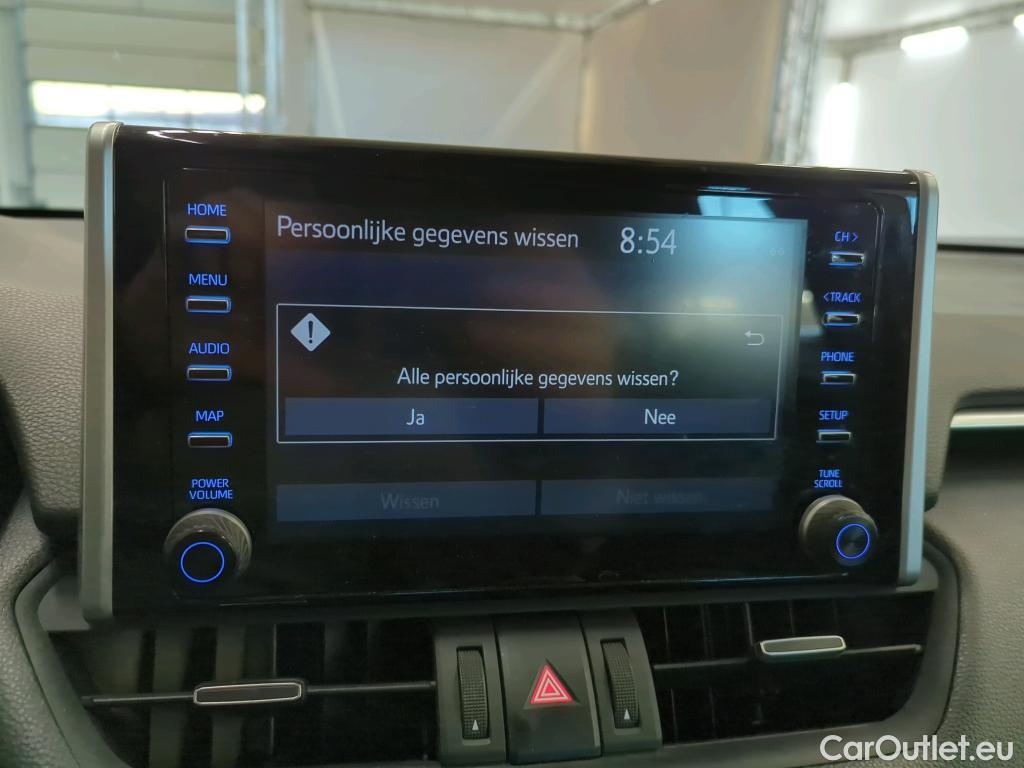 HOME
MENU
AUDIO
MAP
POWER
VOLUME
Persoonlijke gegevens wissen 8:54
Alle persoonlijke gegevens wissen?
Ja Nee
Wissen Niet wissen
CH >
< TRACK
PHONE
SETUP
TUNE
SCROLL
CarOutlet.eu